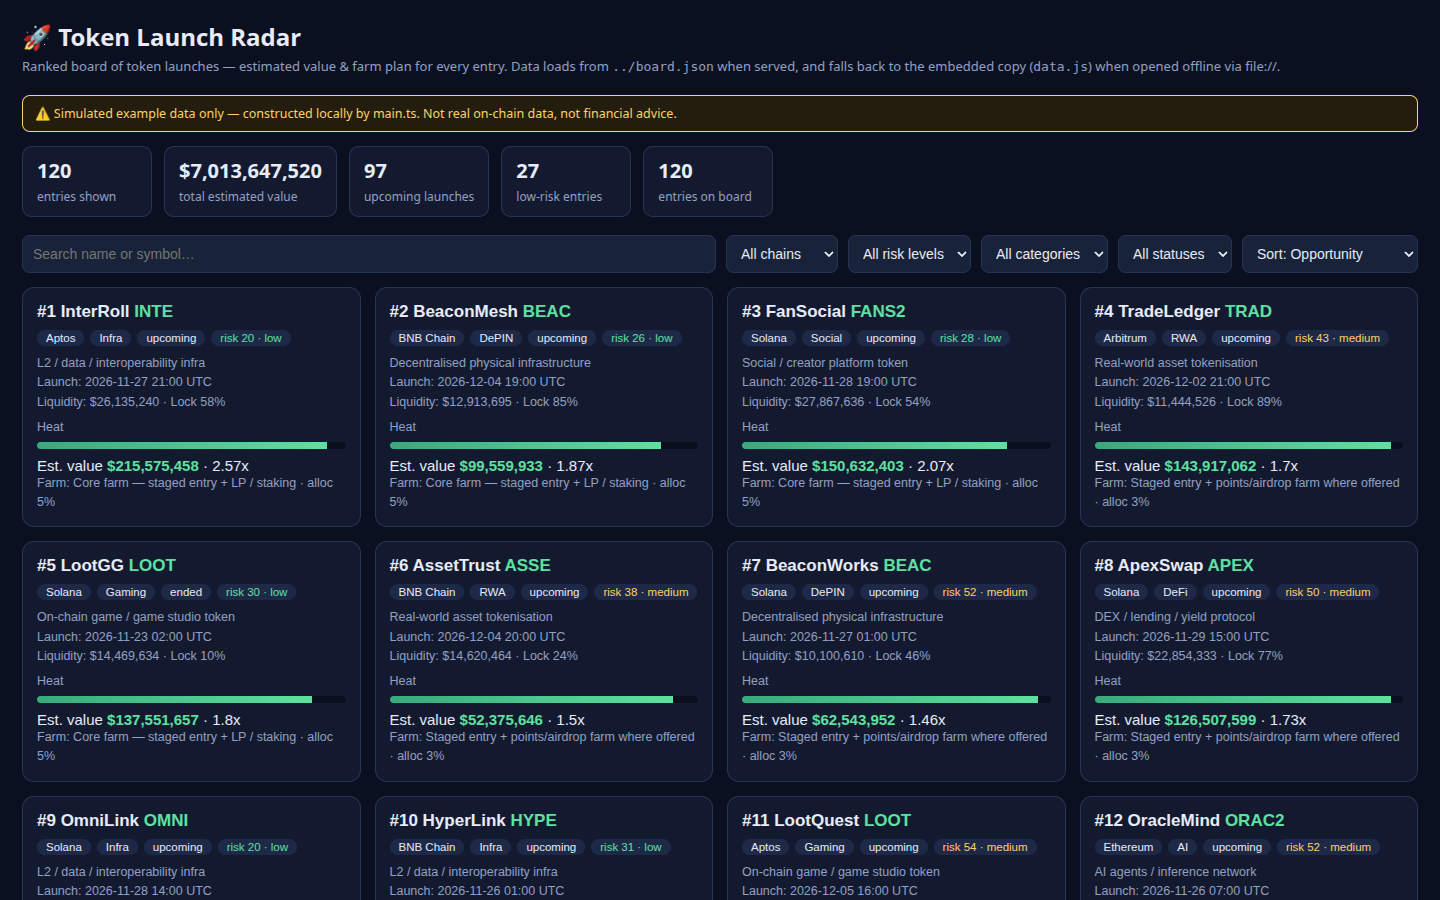 🚀 Token Launch Radar
Ranked board of token launches — estimated value & farm plan for every entry. Data loads from ../board.json when served, and falls back to the embedded copy (data.js) when opened offline via file://.
⚠️ Simulated example data only — constructed locally by main.ts. Not real on-chain data, not financial advice.
120 $7,013,647,520 97 27 120
entries shown total estimated value upcoming launches low-risk entries entries on board
Search name or symbol… All chains All risk levels All categories All statuses Sort: Opportunity
#1 InterRoll INTE
Aptos Infra upcoming risk 20 · low
L2 / data / interoperability infra
Launch: 2026-11-27 21:00 UTC
Liquidity: $26,135,240 · Lock 58%
Heat
Est. value $215,575,458 · 2.57x
Farm: Core farm — staged entry + LP / staking · alloc
5%
#2 BeaconMesh BEAC
BNB Chain DePIN upcoming risk 26 · low
Decentralised physical infrastructure
Launch: 2026-12-04 19:00 UTC
Liquidity: $12,913,695 · Lock 85%
Heat
Est. value $99,559,933 · 1.87x
Farm: Core farm — staged entry + LP / staking · alloc
5%
#3 FanSocial FANS2
Solana Social upcoming risk 28 · low
Social / creator platform token
Launch: 2026-11-28 19:00 UTC
Liquidity: $27,867,636 · Lock 54%
Heat
Est. value $150,632,403 · 2.07x
Farm: Core farm — staged entry + LP / staking · alloc
5%
#4 TradeLedger TRAD
Arbitrum RWA upcoming risk 43 · medium
Real-world asset tokenisation
Launch: 2026-12-02 21:00 UTC
Liquidity: $11,444,526 · Lock 89%
Heat
Est. value $143,917,062 · 1.7x
Farm: Staged entry + points/airdrop farm where offered
· alloc 3%
#5 LootGG LOOT
Solana Gaming ended risk 30 · low
On-chain game / game studio token
Launch: 2026-11-23 02:00 UTC
Liquidity: $14,469,634 · Lock 10%
Heat
Est. value $137,551,657 · 1.8x
Farm: Core farm — staged entry + LP / staking · alloc
5%
#6 AssetTrust ASSE
BNB Chain RWA upcoming risk 38 · medium
Real-world asset tokenisation
Launch: 2026-12-04 20:00 UTC
Liquidity: $14,620,464 · Lock 24%
Heat
Est. value $52,375,646 · 1.5x
Farm: Staged entry + points/airdrop farm where offered
· alloc 3%
#7 BeaconWorks BEAC
Solana DePIN upcoming risk 52 · medium
Decentralised physical infrastructure
Launch: 2026-11-27 01:00 UTC
Liquidity: $10,100,610 · Lock 46%
Heat
Est. value $62,543,952 · 1.46x
Farm: Staged entry + points/airdrop farm where offered
· alloc 3%
#8 ApexSwap APEX
Solana DeFi upcoming risk 50 · medium
DEX / lending / yield protocol
Launch: 2026-11-29 15:00 UTC
Liquidity: $22,854,333 · Lock 77%
Heat
Est. value $126,507,599 · 1.73x
Farm: Staged entry + points/airdrop farm where offered
· alloc 3%
#9 OmniLink OMNI
Solana Infra upcoming risk 20 · low
L2 / data / interoperability infra
Launch: 2026-11-28 14:00 UTC
#10 HyperLink HYPE
BNB Chain Infra upcoming risk 31 · low
L2 / data / interoperability infra
Launch: 2026-11-26 01:00 UTC
#11 LootQuest LOOT
Aptos Gaming upcoming risk 54 · medium
On-chain game / game studio token
Launch: 2026-12-05 16:00 UTC
#12 OracleMind ORAC2
Ethereum AI upcoming risk 52 · medium
AI agents / inference network
Launch: 2026-11-26 07:00 UTC